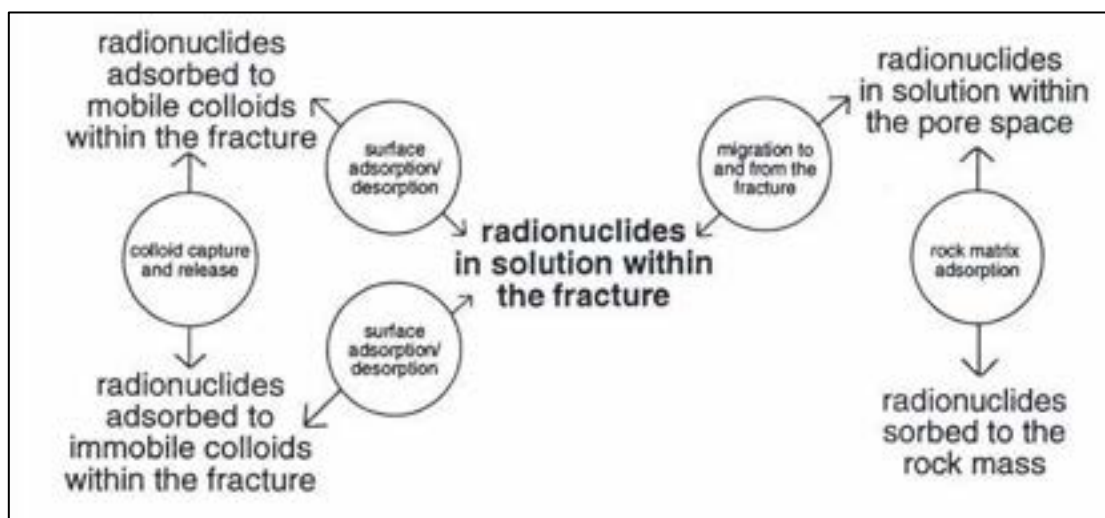 radionuclides
adsorbed to
mobile colloids
within the fracture
surface
adsorption/
desorption
migration to
and from the
fracture
radionuclides
in solution within
the pore space
colloid capture
and release
radionuclides
in solution within
the fracture
rock matrix
adsorption
surface
adsorption/
desorption
radionuclides
adsorbed to
immobile colloids
within the fracture
radionuclides
sorbed to the
rock mass